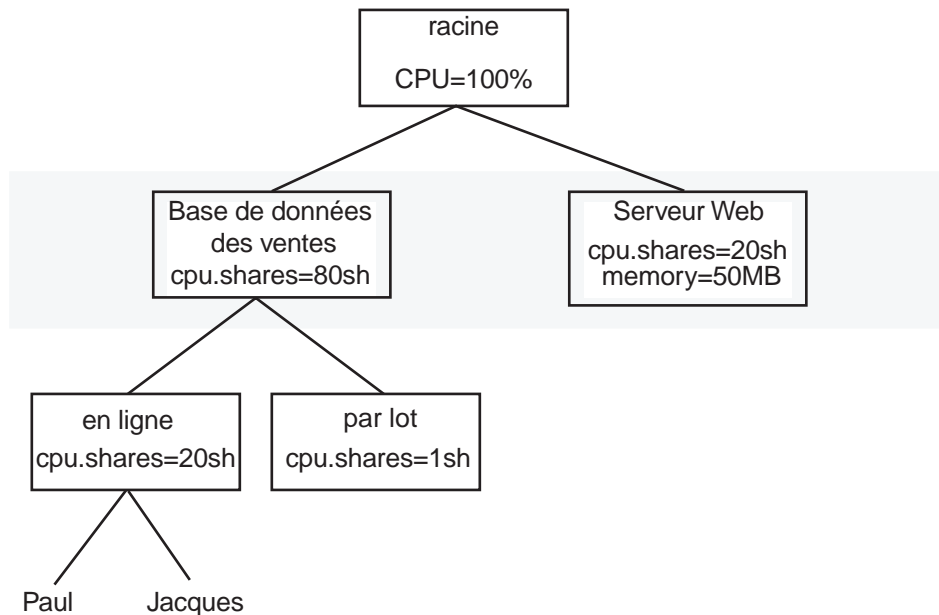 racine
CPU=100%
Base de données
des ventes
cpu.shares=80sh
Serveur Web
cpu.shares=20sh
memory=50MB
en ligne
cpu.shares=20sh
par lot
cpu.shares=1sh
Paul
Jacques